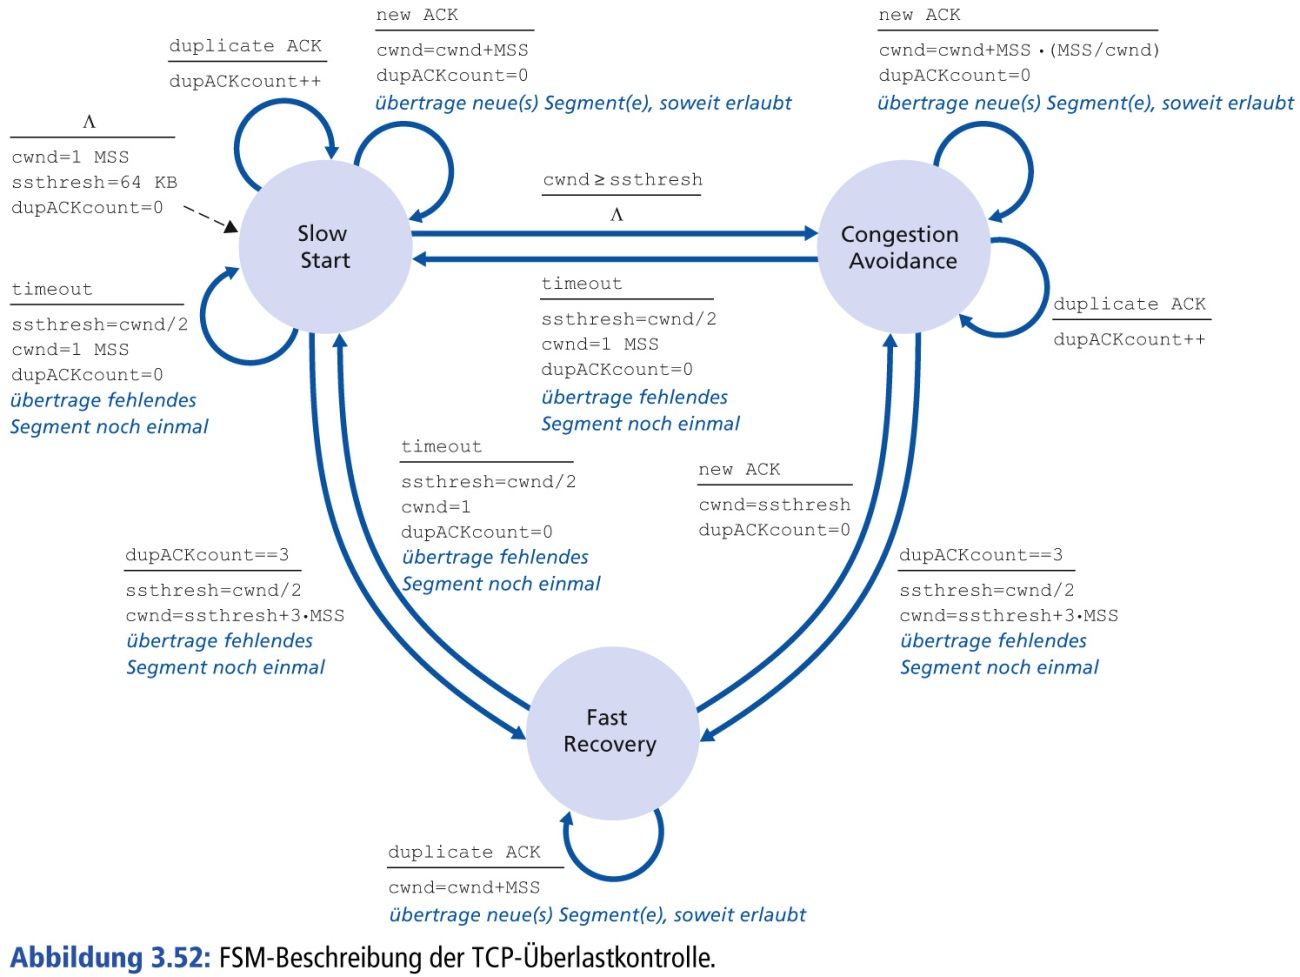 new ACK
cwnd=cwnd+MSS
dupACKcount=0
übertrage neue(s) Segment(e), soweit erlaubt
new ACK
cwnd=cwnd+MSS·(MSS/cwnd)
dupACKcount=0
übertrage neue(s) Segment(e), soweit erlaubt
duplicate ACK
dupACKcount++
Λ
cwnd=1 MSS
ssthresh=64 KB
dupACKcount=0
cwnd≥ssthresh
Λ
Slow
Start
Congestion
Avoidance
timeout
ssthresh=cwnd/2
cwnd=1 MSS
dupACKcount=0
übertrage fehlendes
Segment noch einmal
timeout
ssthresh=cwnd/2
cwnd=1 MSS
dupACKcount=0
übertrage fehlendes
Segment noch einmal
duplicate ACK
dupACKcount++
timeout
ssthresh=cwnd/2
cwnd=1
dupACKcount=0
übertrage fehlendes
Segment noch einmal
new ACK
cwnd=ssthresh
dupACKcount=0
dupACKcount==3
ssthresh=cwnd/2
cwnd=ssthresh+3·MSS
übertrage fehlendes
Segment noch einmal
dupACKcount==3
ssthresh=cwnd/2
cwnd=ssthresh+3·MSS
übertrage fehlendes
Segment noch einmal
Fast
Recovery
duplicate ACK
cwnd=cwnd+MSS
übertrage neue(s) Segment(e), soweit erlaubt
Abbildung 3.52: FSM-Beschreibung der TCP-Überlastkontrolle.